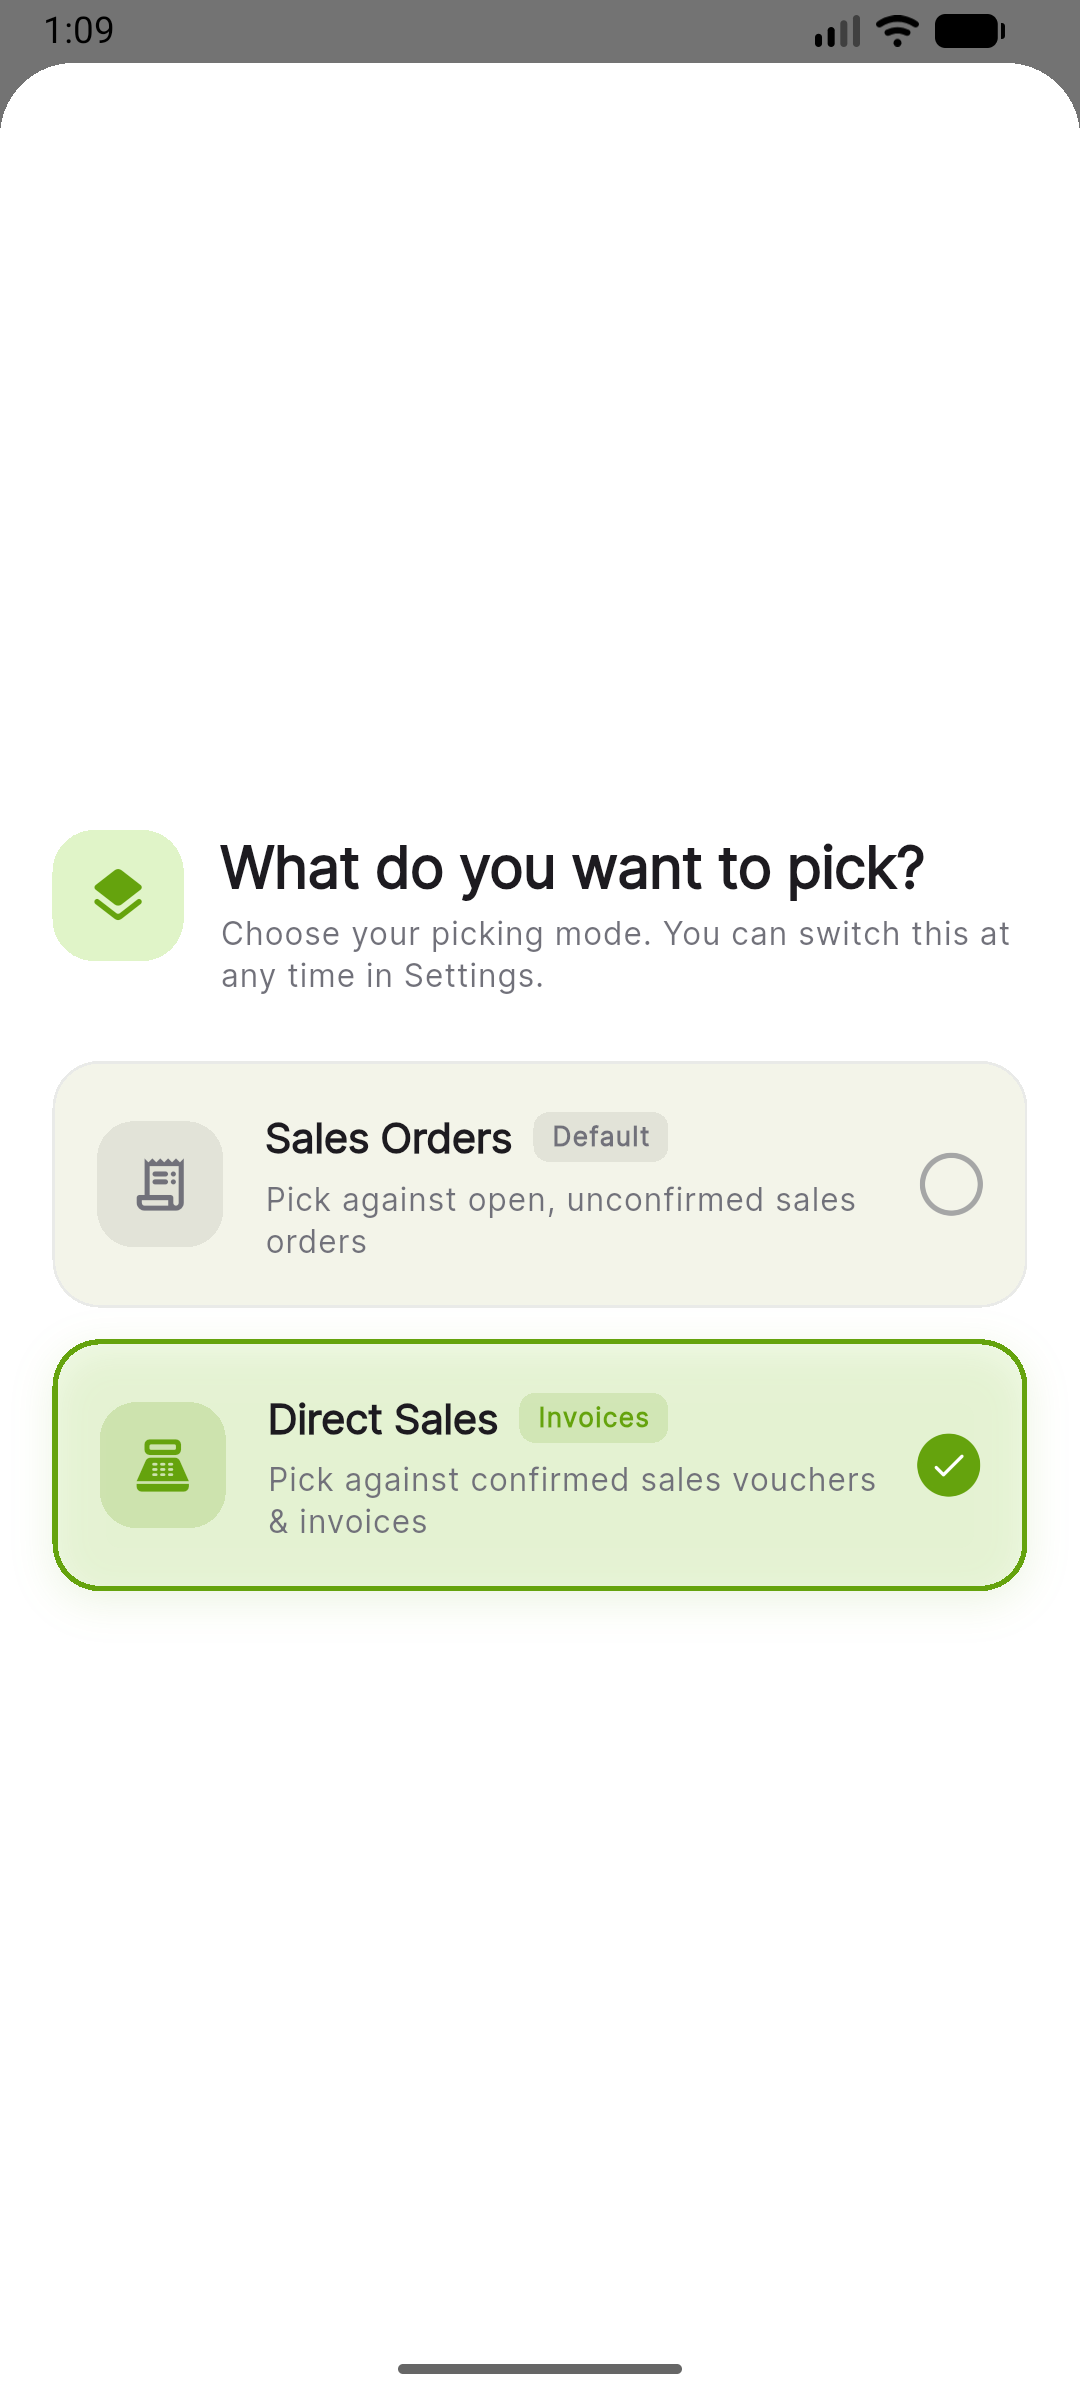 1:09
What do you want to pick?
Choose your picking mode. You can switch this at
any time in Settings.
Sales Orders
Default
Pick against open, unconfirmed sales
orders
Direct Sales
Invoices
Pick against confirmed sales vouchers
& invoices